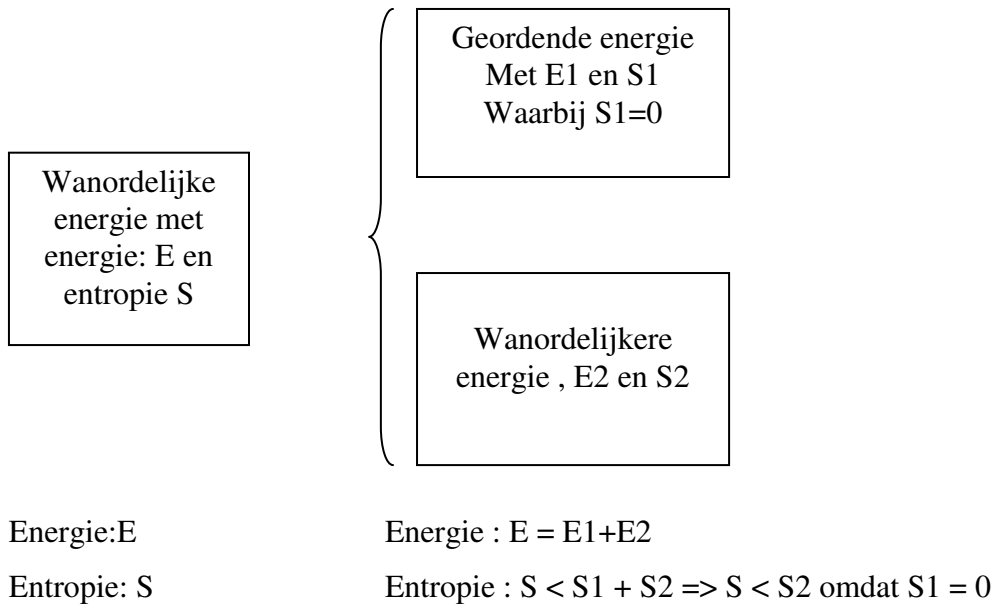 Geordende energie
Met E1 en S1
Waarbij S1=0
Wanordelijke
energie met
energie: E en
entropie S
Wanordelijkere
energie , E2 en S2
Energie:E
Energie : E = E1+E2
Entropie: S
Entropie : S < S1 + S2 => S < S2 omdat S1 = 0